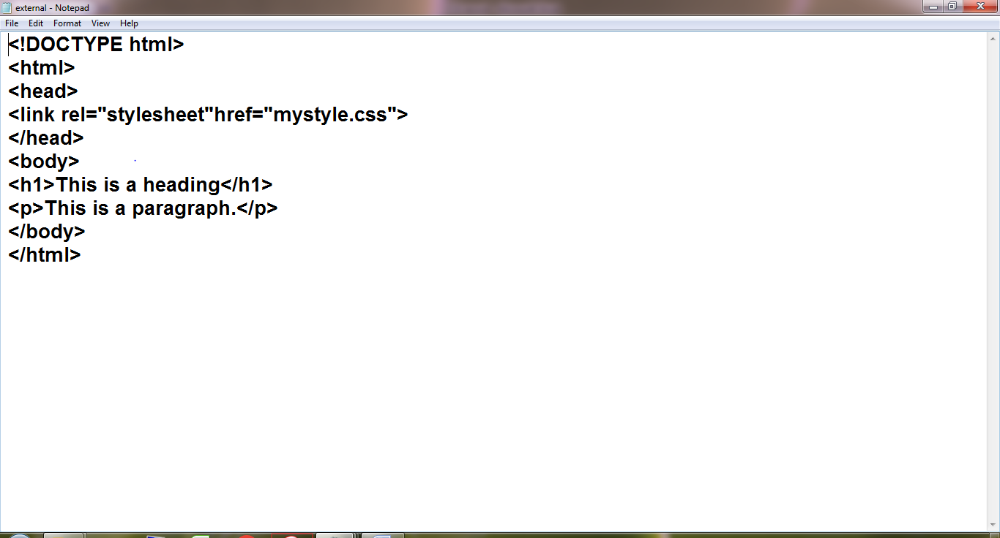 external - Notepad
File Edit Format View Help
<!DOCTYPE html>
<html>
<head>
<link rel="stylesheet"href="mystyle.css">
</head>
<body>
<h1>This is a heading</h1>
<p>This is a paragraph.</p>
</body>
</html>